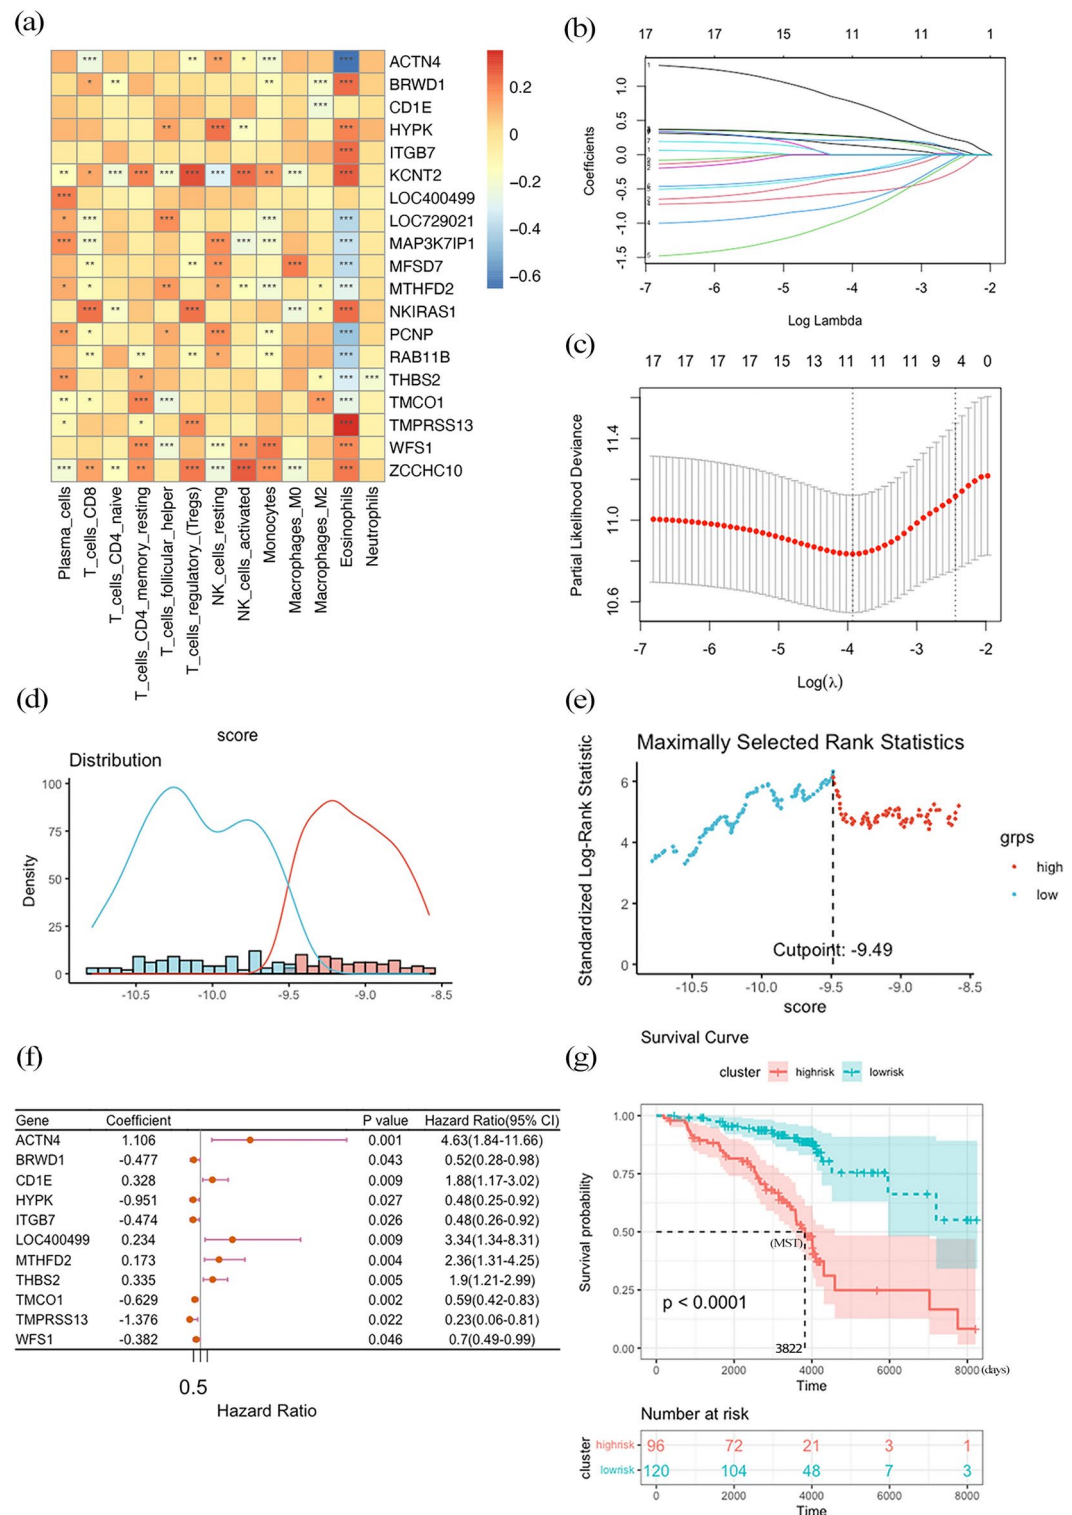 (a)
ACTN4
BRWD1
CD1E
HYPK
ITGB7
KCNT2
LOC400499
LOC729021
MAP3K7IP1
MFSD7
MTHFD2
NKIRAS1
PCNP
RAB11B
THBS2
TMCO1
TMPRSS13
WFS1
ZCCHC10
0.2
0
−0.2
−0.4
−0.6
Plasma_cells
T_cells_CD8
T_cells_CD4_naive
T_cells_CD4_memory_resting
T_cells_follicular_helper
T_cells_regulatory_(Tregs)
NK_cells_resting
NK_cells_activated
Monocytes
Macrophages_M0
Macrophages_M2
Eosinophils
Neutrophils
(b)
17 17 15 11 11 1
Coefficients
1.0
0.5
0.0
-0.5
-1.0
-1.5
-7 -6 -5 -4 -3 -2
Log Lambda
(c)
17 17 17 17 15 13 11 11 11 9 4 0
Partial Likelihood Deviance
11.4
11.0
10.6
-7 -6 -5 -4 -3 -2
Log(λ)
(d)
score
Distribution
Density
100
75
50
25
0
-10.5 -10.0 -9.5 -9.0 -8.5
(e)
Maximally Selected Rank Statistics
Standardized Log-Rank Statistic
6
4
2
0
Cutpoint: -9.49
-10.5 -10.0 -9.5 -9.0 -8.5
score
grps
high
low
(f)
Gene Coefficient P value Hazard Ratio(95% CI)
ACTN4 1.106 0.001 4.63(1.84-11.66)
BRWD1 -0.477 0.043 0.52(0.28-0.98)
CD1E 0.328 0.009 1.88(1.17-3.02)
HYPK -0.951 0.027 0.48(0.25-0.92)
ITGB7 -0.474 0.026 0.48(0.26-0.92)
LOC400499 0.234 0.009 3.34(1.34-8.31)
MTHFD2 0.173 0.004 2.36(1.31-4.25)
THBS2 0.335 0.005 1.9(1.21-2.99)
TMCO1 -0.629 0.002 0.59(0.42-0.83)
TMPRSS13 -1.376 0.022 0.23(0.06-0.81)
WFS1 -0.382 0.046 0.7(0.49-0.99)
0.5
Hazard Ratio
(g)
Survival Curve
cluster highrisk lowrisk
Survival probability
1.00
0.75
0.50
0.25
0.00
(MST)
p < 0.0001
3822
0 2000 4000 6000 8000 (days)
Time
Number at risk
cluster
highrisk 96 72 21 3 1
lowrisk 120 104 48 7 3
0 2000 4000 6000 8000
Time